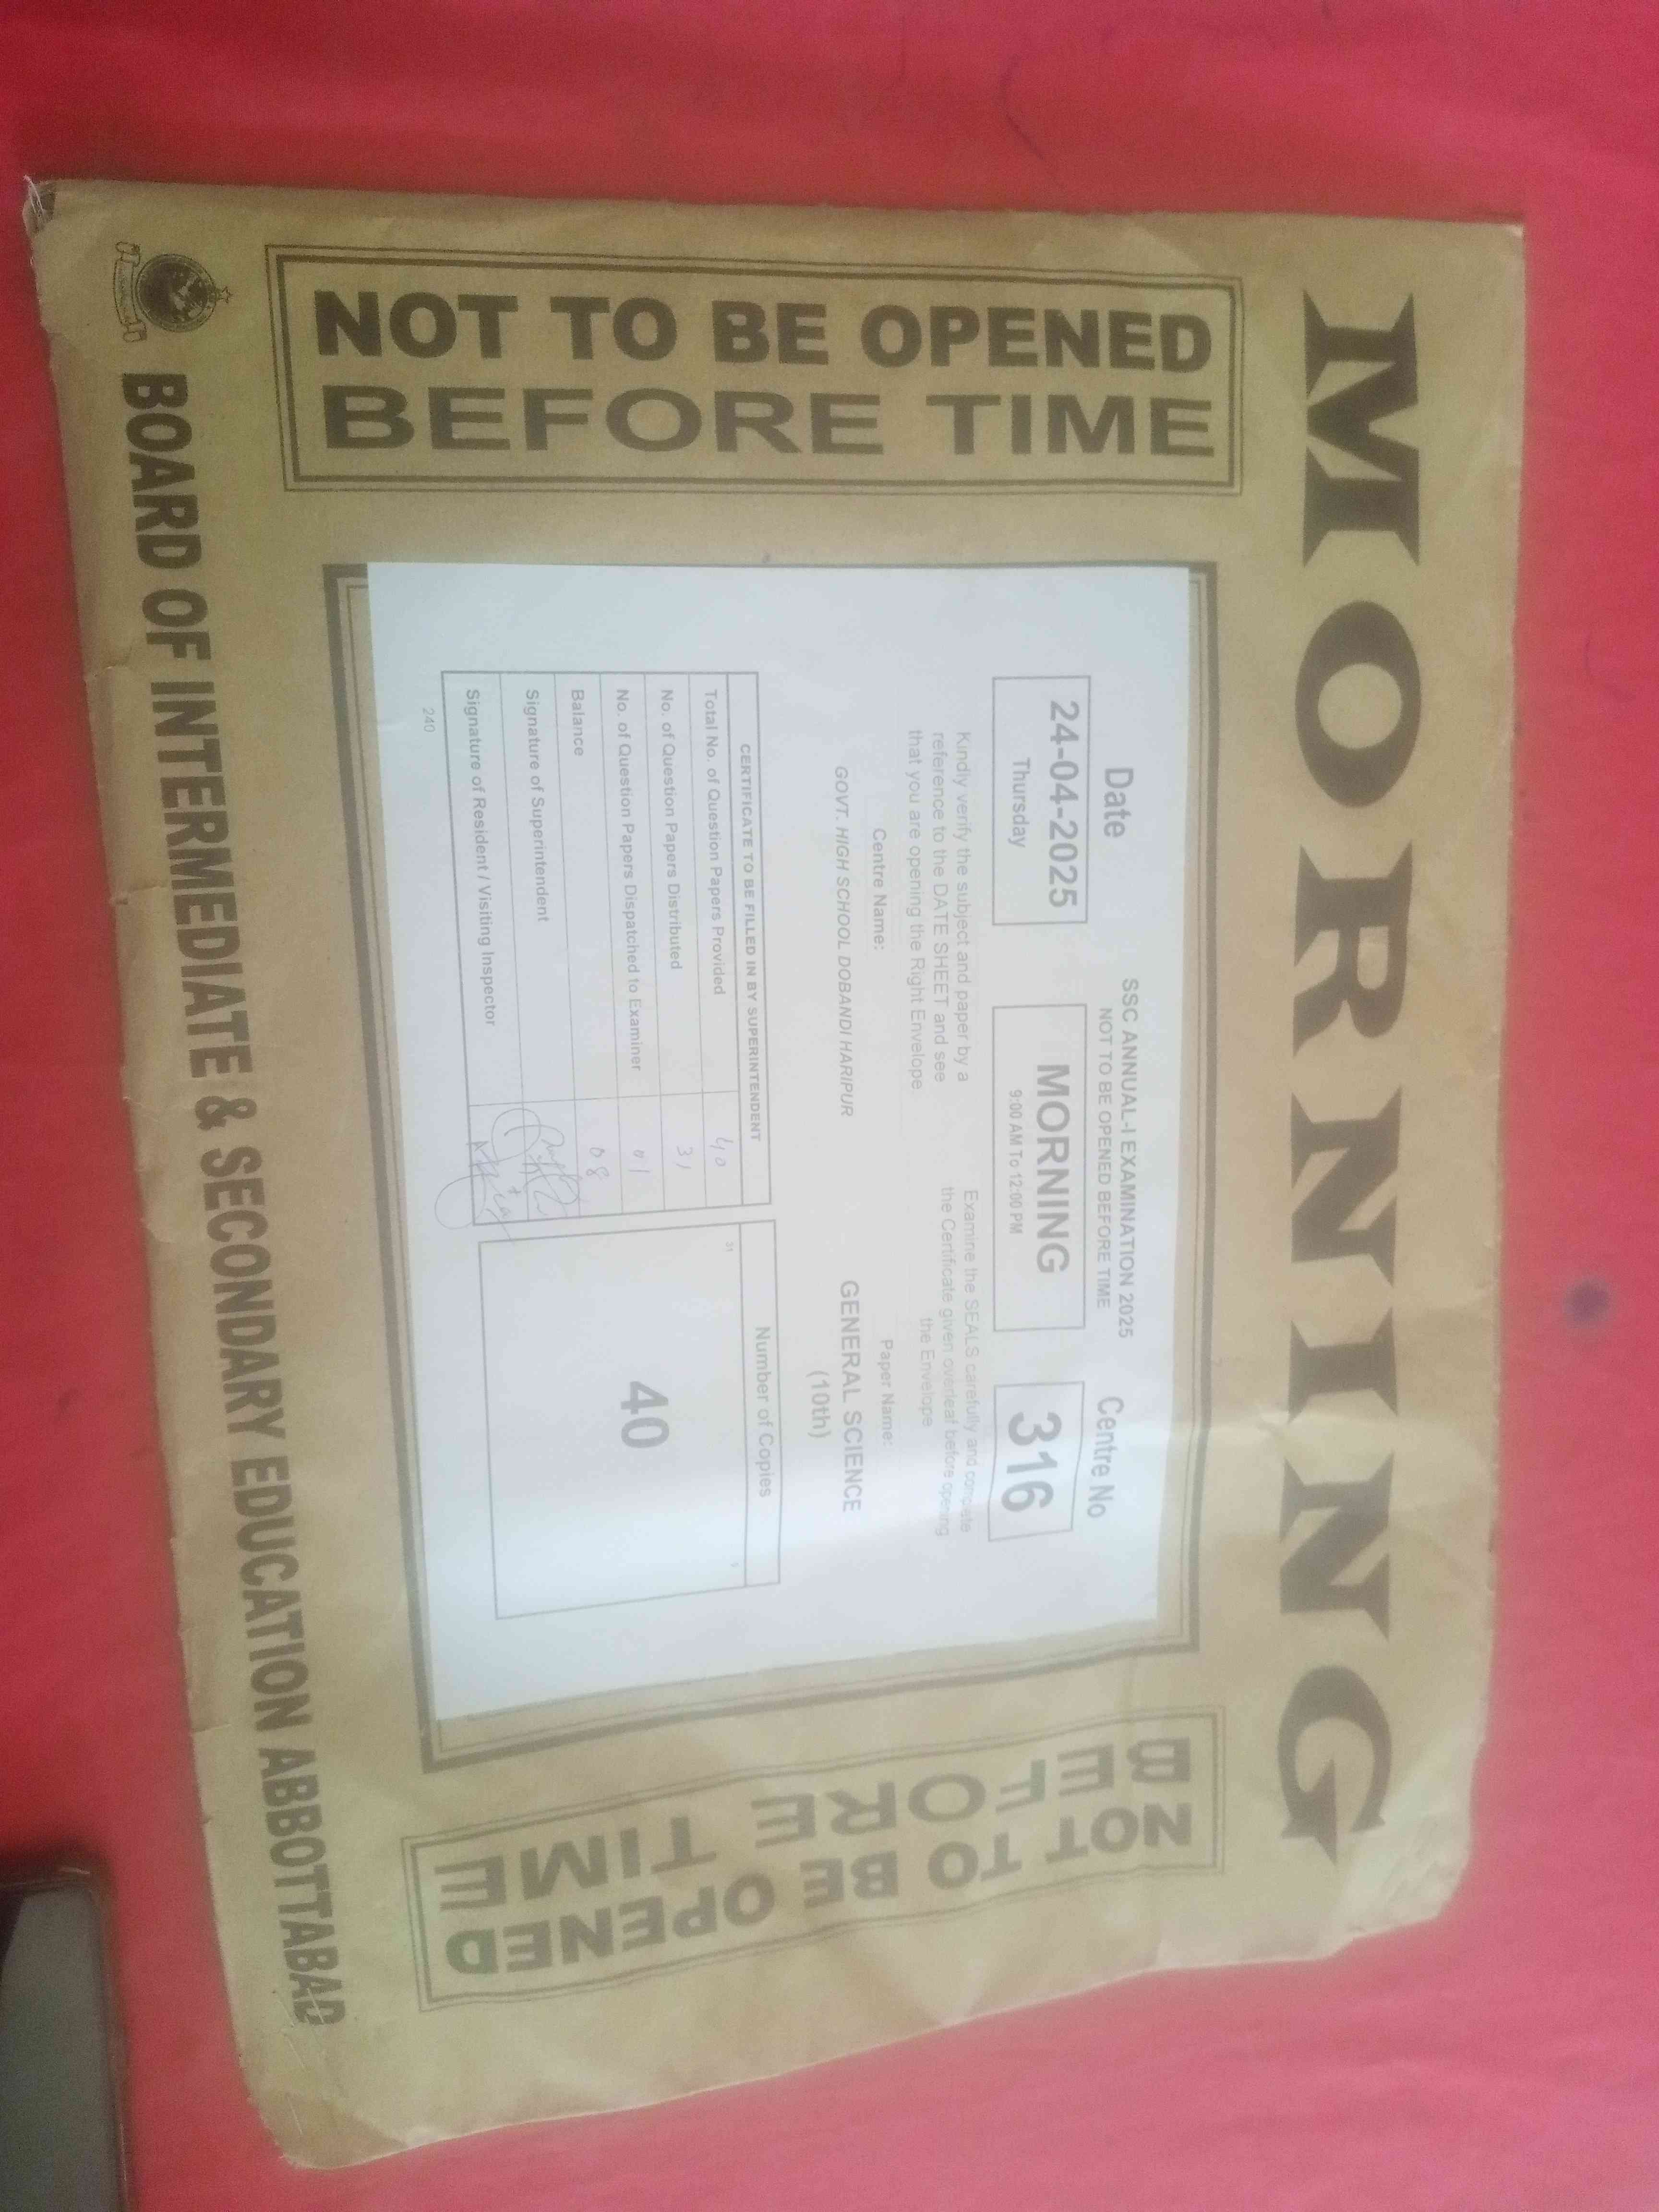 MORNING
NOT TO BE OPENED
BEFORE TIME
SSC ANNUAL-I EXAMINATION 2025
NOT TO BE OPENED BEFORE TIME
Date
24-04-2025
Thursday
MORNING
9:00 AM To 12:00 PM
Centre No
316
Kindly verify the subject and paper by a
reference to the DATE SHEET and see
that you are opening the Right Envelope.
Examine the SEALS carefully and complete
the Certificate given overleaf before opening
the Envelope
Centre Name:
GOVT. HIGH SCHOOL DOBANDI HARIPUR
Paper Name:
GENERAL SCIENCE
(10th)
CERTIFICATE TO BE FILLED IN BY SUPERINTENDENT
Total No. of Question Papers Provided 40
No. of Question Papers Distributed 31
No. of Question Papers Dispatched to Examiner 01
Balance 08
Signature of Superintendent
Signature of Resident / Visiting Inspector
240
Number of Copies
31
40
NOT TO BE OPENED
BEFORE TIME
BOARD OF INTERMEDIATE & SECONDARY EDUCATION ABBOTTABAD